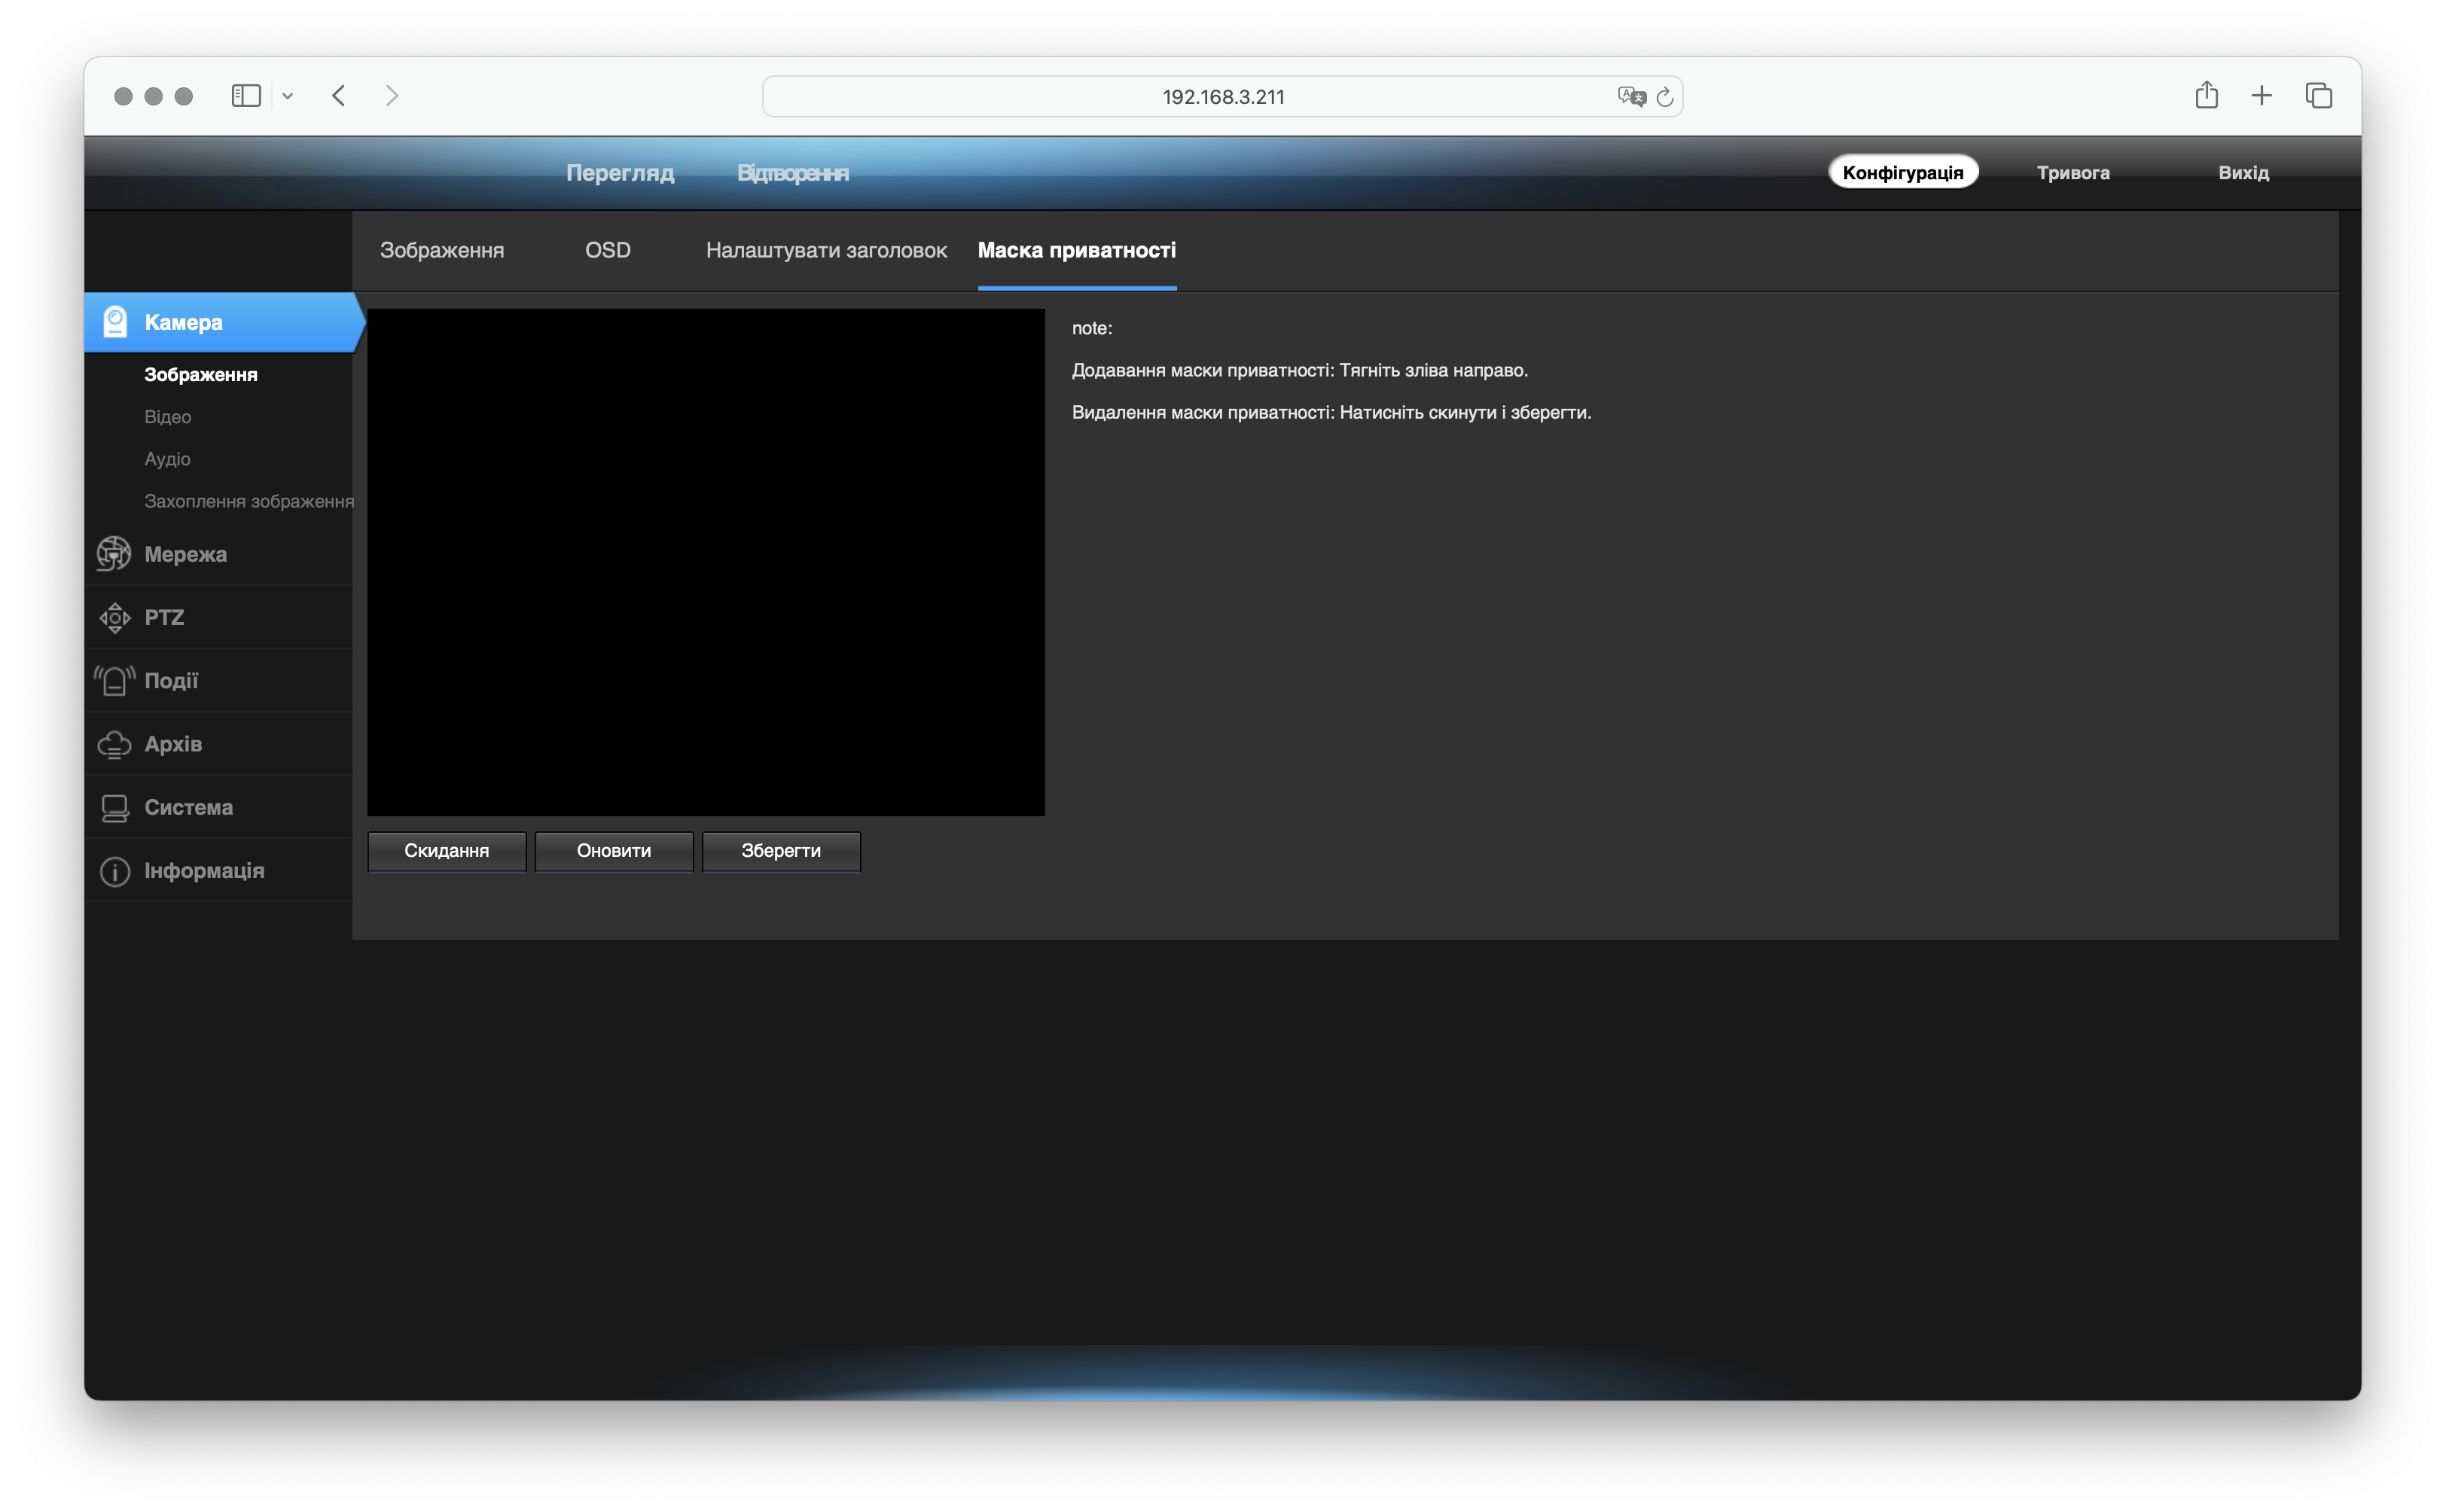 192.168.3.211
Перегляд
Відтворення
Конфігурація
Тривога
Вихід
Зображення
OSD
Налаштувати заголовок
Маска приватності
Камера
Зображення
Відео
Аудіо
Захоплення зображення
Мережа
PTZ
Події
Архів
Система
Інформація
note:
Додавання маски приватності: Тягніть зліва направо.
Видалення маски приватності: Натисніть скинути і зберегти.
Скидання
Оновити
Зберегти